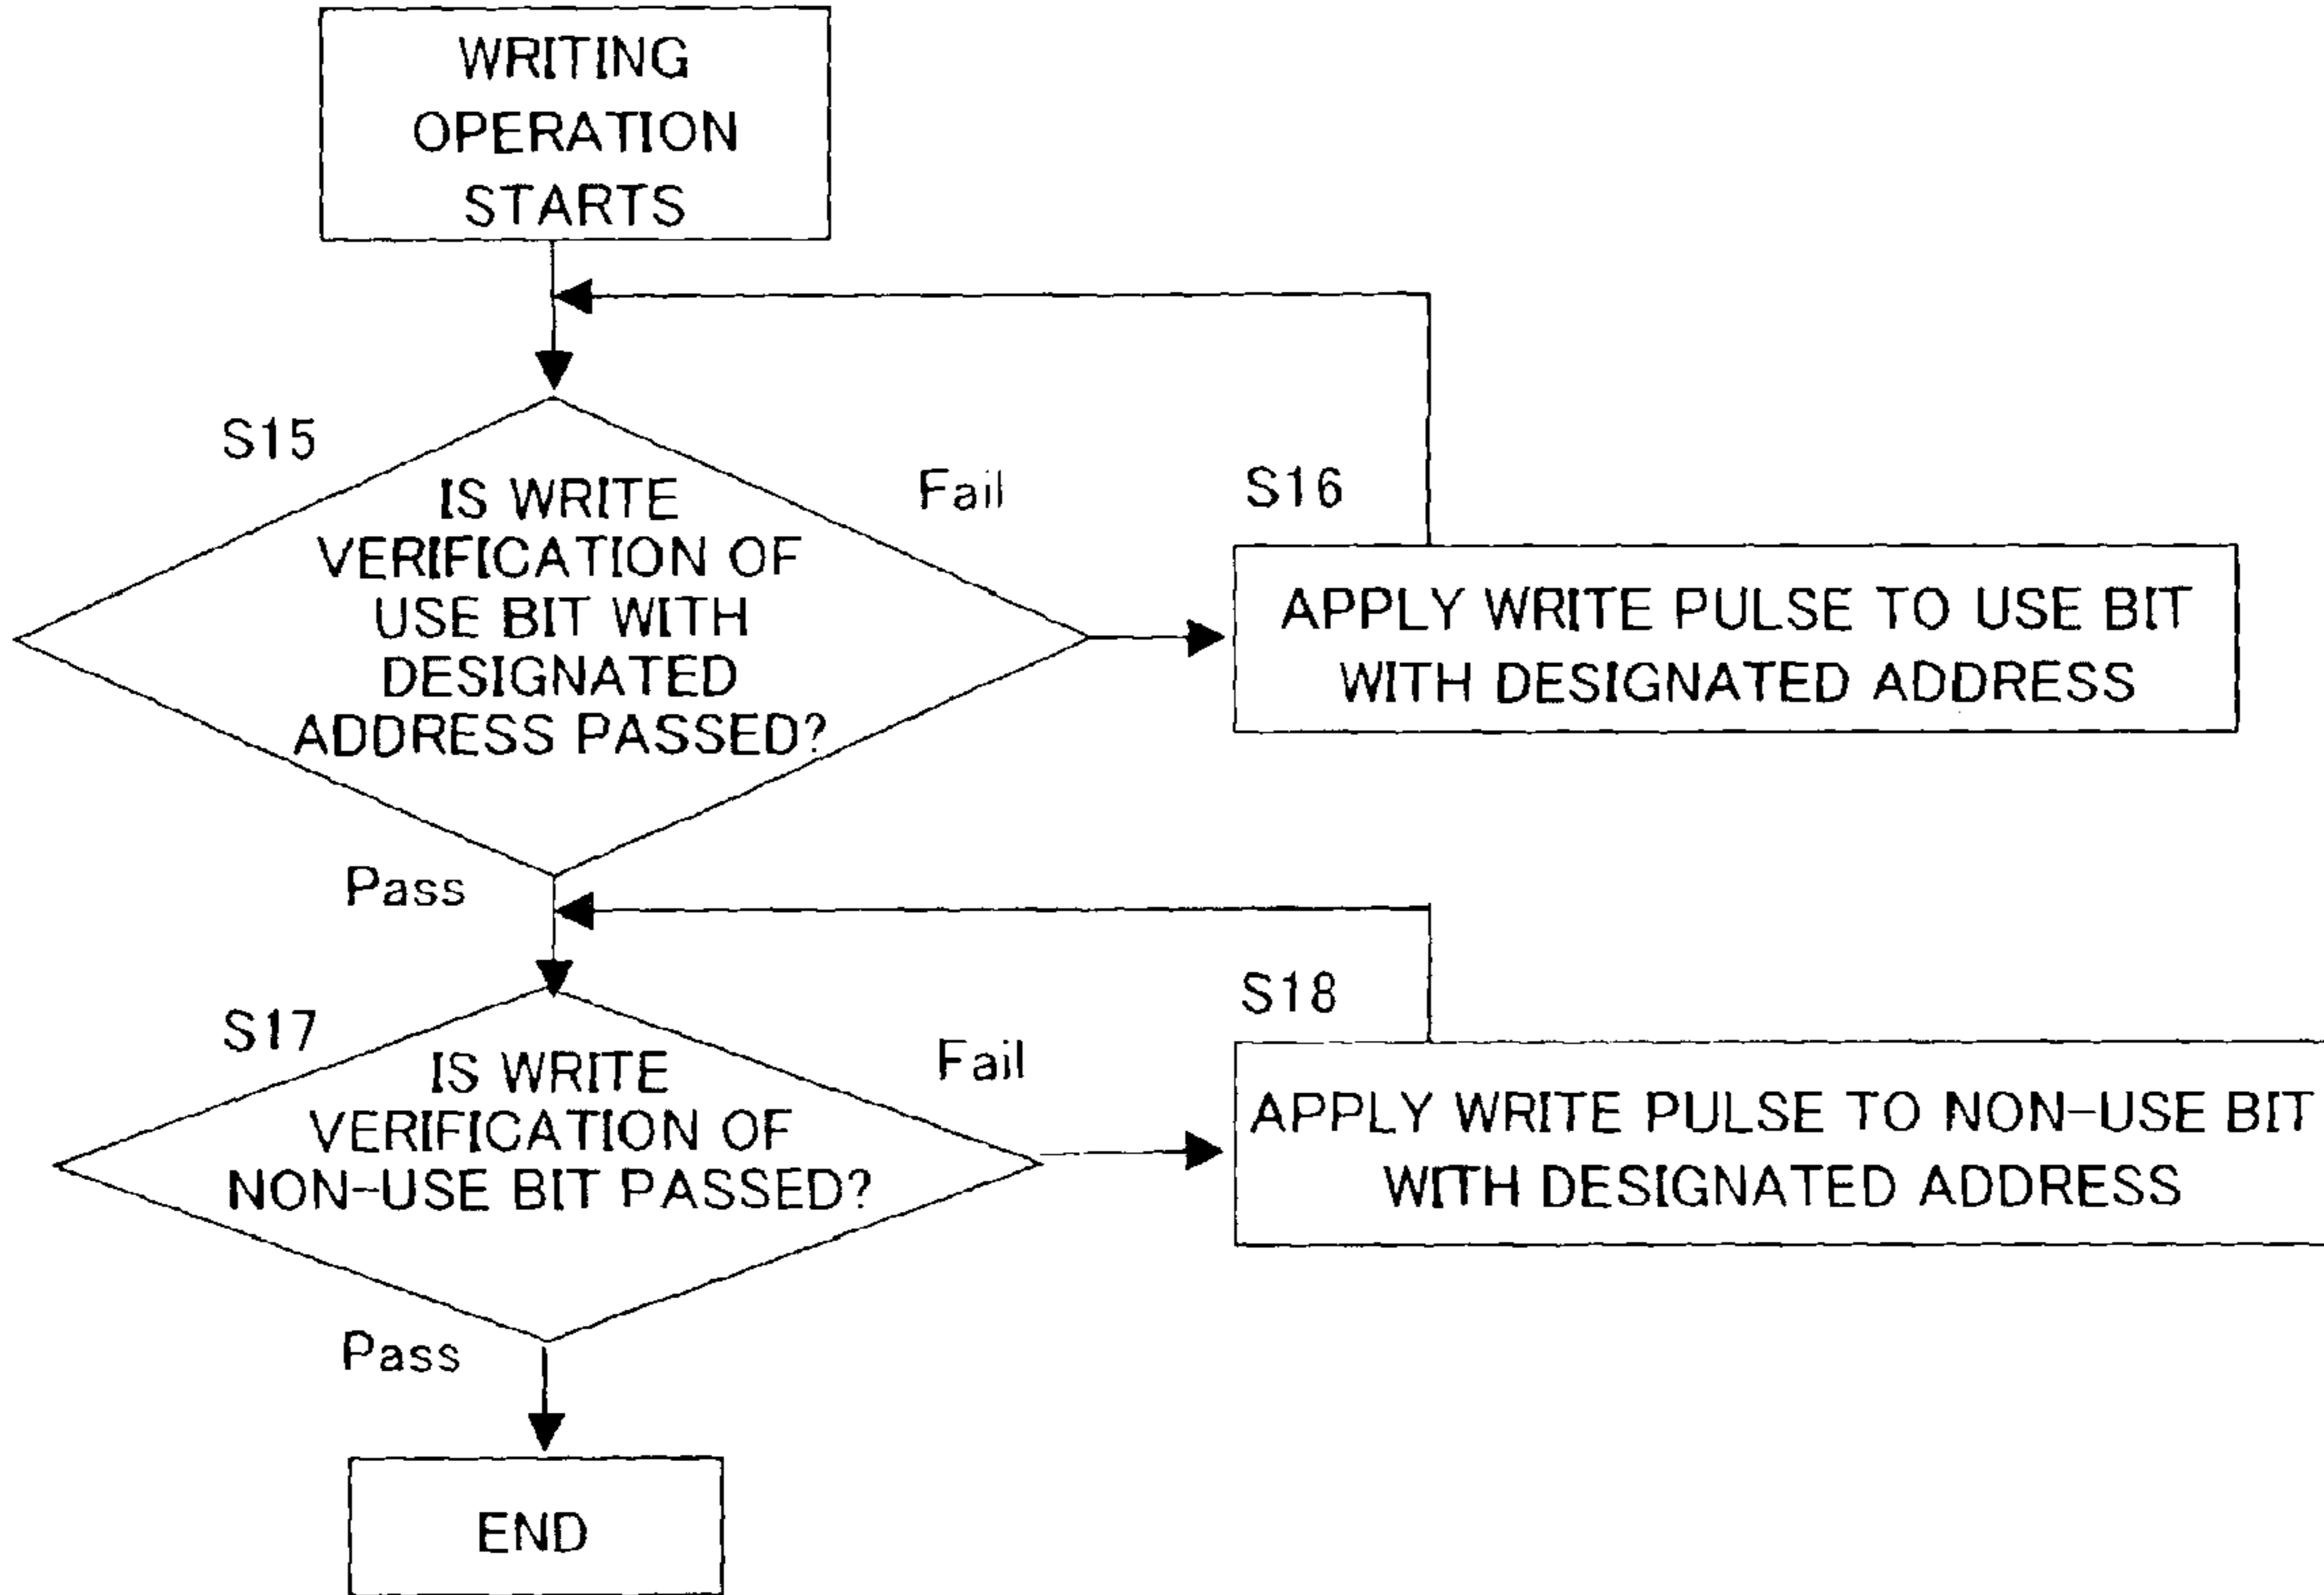 WRITING
OPERATION
STARTS
S15
IS WRITE
VERIFICATION OF
USE BIT WITH
DESIGNATED
ADDRESS PASSED?
Fail
S16
APPLY WRITE PULSE TO USE BIT
WITH DESIGNATED ADDRESS
Pass
S17
IS WRITE
VERIFICATION OF
NON-USE BIT PASSED?
Fail
S18
APPLY WRITE PULSE TO NON-USE BIT
WITH DESIGNATED ADDRESS
Pass
END